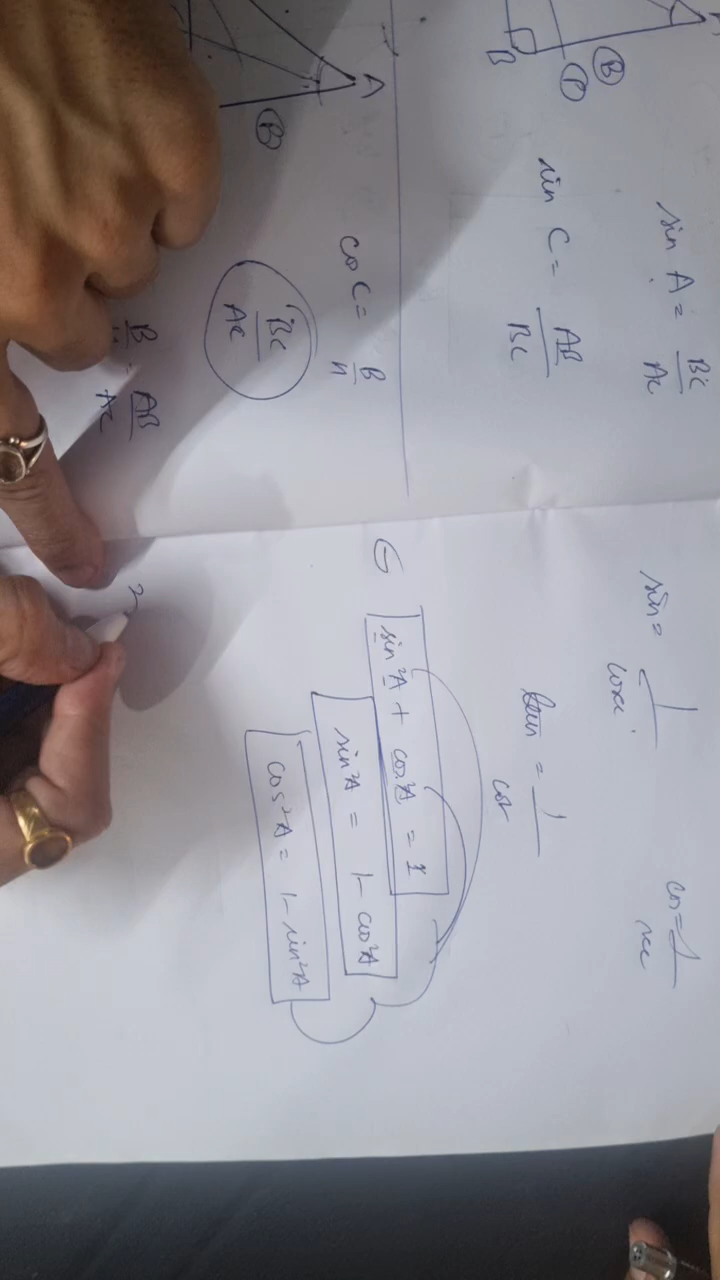 B
P
B
sin A = BC/AC
sin C = AB/BC
A
B
cos C = B/H
BC/AC
B/H = AB/AC
sin = 1/cosec
cos = 1/sec
tan = 1/cot
sin²A + cos²A = 1
sin²A = 1 - cos²A
cos²A = 1 - sin²A
2